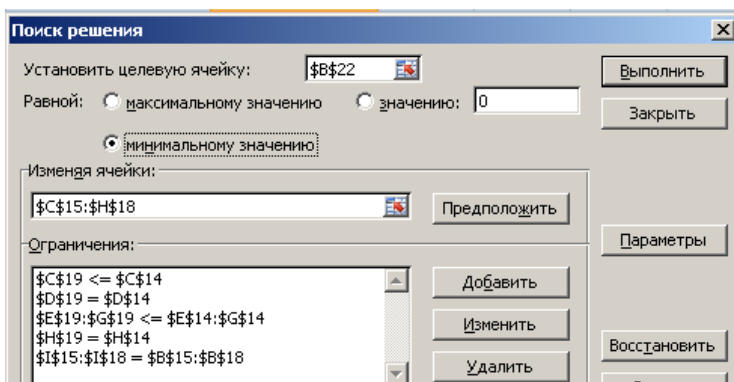 Поиск решения
Установить целевую ячейку: $B$22
Выполнить
Равной: максимальному значению значению: 0
Закрыть
минимальному значению
Изменяя ячейки:
$C$15:$H$18
Предположить
Ограничения:
Параметры
$C$19 <= $C$14
Добавить
$D$19 = $D$14
$E$19:$G$19 <= $E$14:$G$14
Изменить
$H$19 = $H$14
$I$15:$I$18 = $B$15:$B$18
Восстановить
Удалить